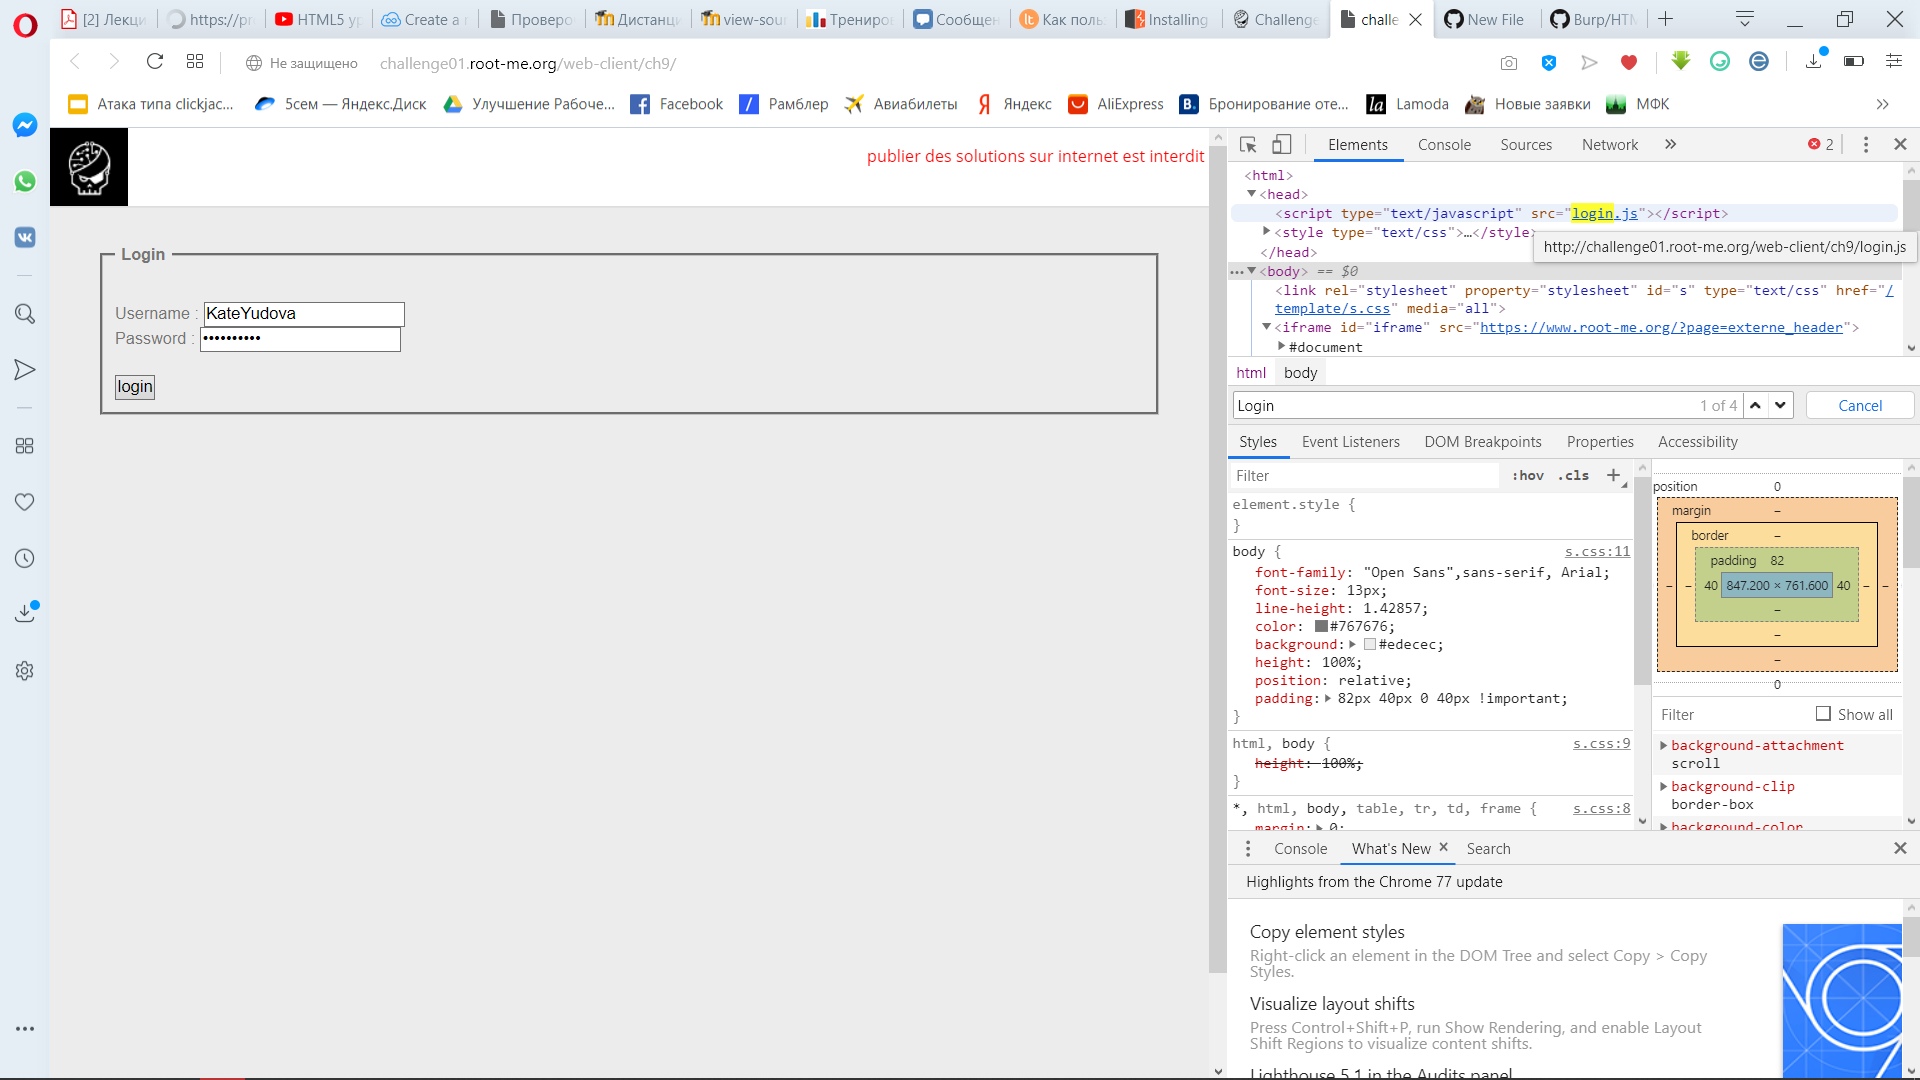 [2] Лекци
https://pr
HTML5 ур
Create a r
Проверо
Дистанц
view-sour
Трениро
Сообщен
Как поль
Installing
Challenge
challe
New File
Burp/HTM
Не защищено
challenge01.root-me.org/web-client/ch9/
Атака типа clickjac...
5сем — Яндекс.Диск
Улучшение Рабоче...
Facebook
Рамблер
Авиабилеты
Яндекс
AliExpress
Бронирование оте...
Lamoda
Новые заявки
МФК
publier des solutions sur internet est interdit
Login
Username : KateYudova
Password : ••••••••••
login
Elements Console Sources Network » 2
<html>
<head>
<script type="text/javascript" src="login.js"></script>
<style type="text/css">…</style>
http://challenge01.root-me.org/web-client/ch9/login.js
</head>
<body> == $0
<link rel="stylesheet" property="stylesheet" id="s" type="text/css" href="/
template/s.css" media="all">
<iframe id="iframe" src="https://www.root-me.org/?page=externe_header">
#document
html body
Login 1 of 4 Cancel
Styles Event Listeners DOM Breakpoints Properties Accessibility
Filter :hov .cls +
element.style {
}
body { s.css:11
font-family: "Open Sans",sans-serif, Arial;
font-size: 13px;
line-height: 1.42857;
color: #767676;
background: #edecec;
height: 100%;
position: relative;
padding: 82px 40px 0 40px !important;
}
html, body { s.css:9
height: 100%;
}
*, html, body, table, tr, td, frame { s.css:8
margin: 0;
position 0
margin –
border –
padding 82
– – 40 847.200 × 761.600 40 – –
–
–
–
0
Filter Show all
background-attachment
scroll
background-clip
border-box
background-color
Console What's New × Search
Highlights from the Chrome 77 update
Copy element styles
Right-click an element in the DOM Tree and select Copy > Copy
Styles.
Visualize layout shifts
Press Control+Shift+P, run Show Rendering, and enable Layout
Shift Regions to visualize content shifts.
Lighthouse 5.1 in the Audits panel